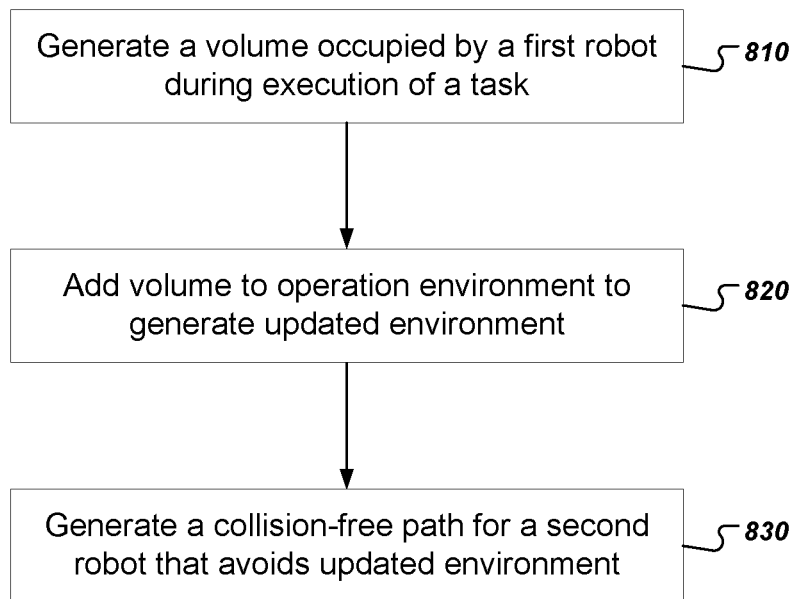 Generate a volume occupied by a first robot
during execution of a task
810
Add volume to operation environment to
generate updated environment
820
Generate a collision-free path for a second
robot that avoids updated environment
830